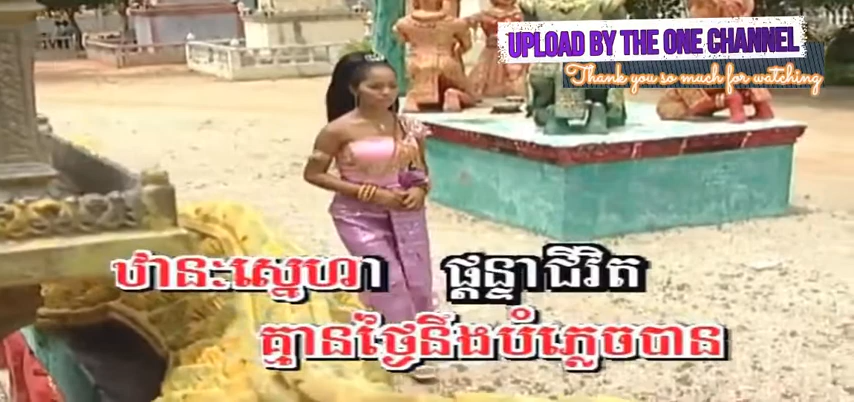 UPLOAD BY THE ONE CHANNEL
Thank you so much for watching
ឋានៈស្នេហា ផ្ដន្ទាជីវិត
គ្មានថ្ងៃនឹងបំភ្លេចបាន